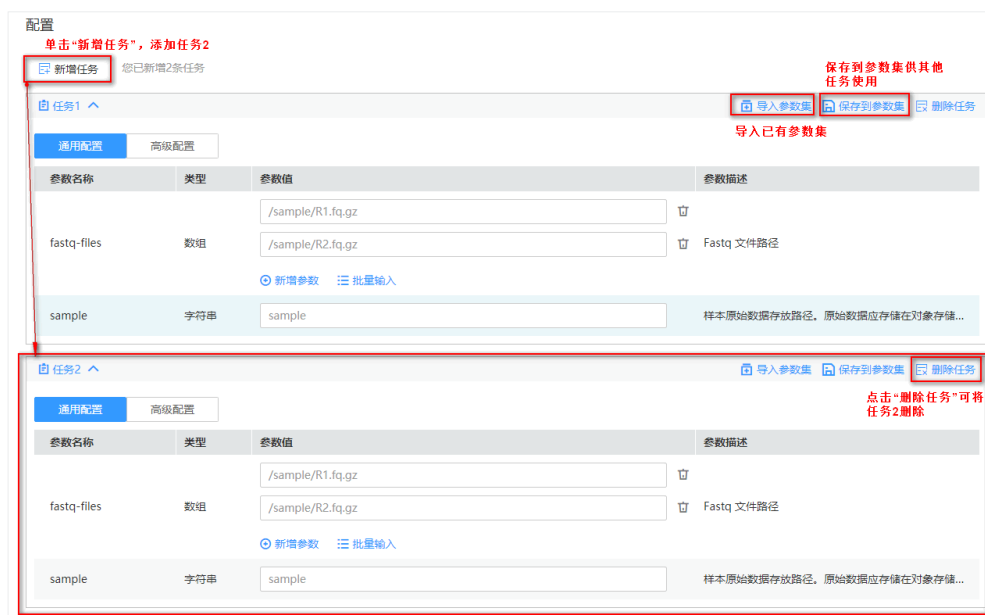 配置
单击“新增任务”，添加任务2
新增任务 您已新增2条任务
保存到参数集供其他
任务使用
任务1 导入参数集 保存到参数集 删除任务
导入已有参数集
通用配置 高级配置
参数名称 类型 参数值 参数描述
/sample/R1.fq.gz
fastq-files 数组 /sample/R2.fq.gz Fastq 文件路径
新增参数 批量输入
sample 字符串 sample 样本原始数据存放路径。原始数据应存储在对象存储...
任务2 导入参数集 保存到参数集 删除任务
点击“删除任务”可将
任务2删除
通用配置 高级配置
参数名称 类型 参数值 参数描述
/sample/R1.fq.gz
fastq-files 数组 /sample/R2.fq.gz Fastq 文件路径
新增参数 批量输入
sample 字符串 sample 样本原始数据存放路径。原始数据应存储在对象存储...